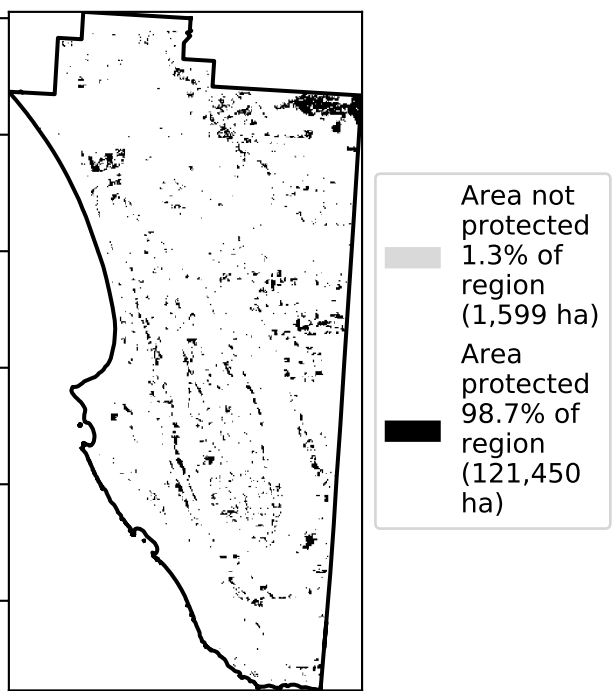 Area not
protected
1.3% of
region
(1,599 ha)
Area
protected
98.7% of
region
(121,450
ha)